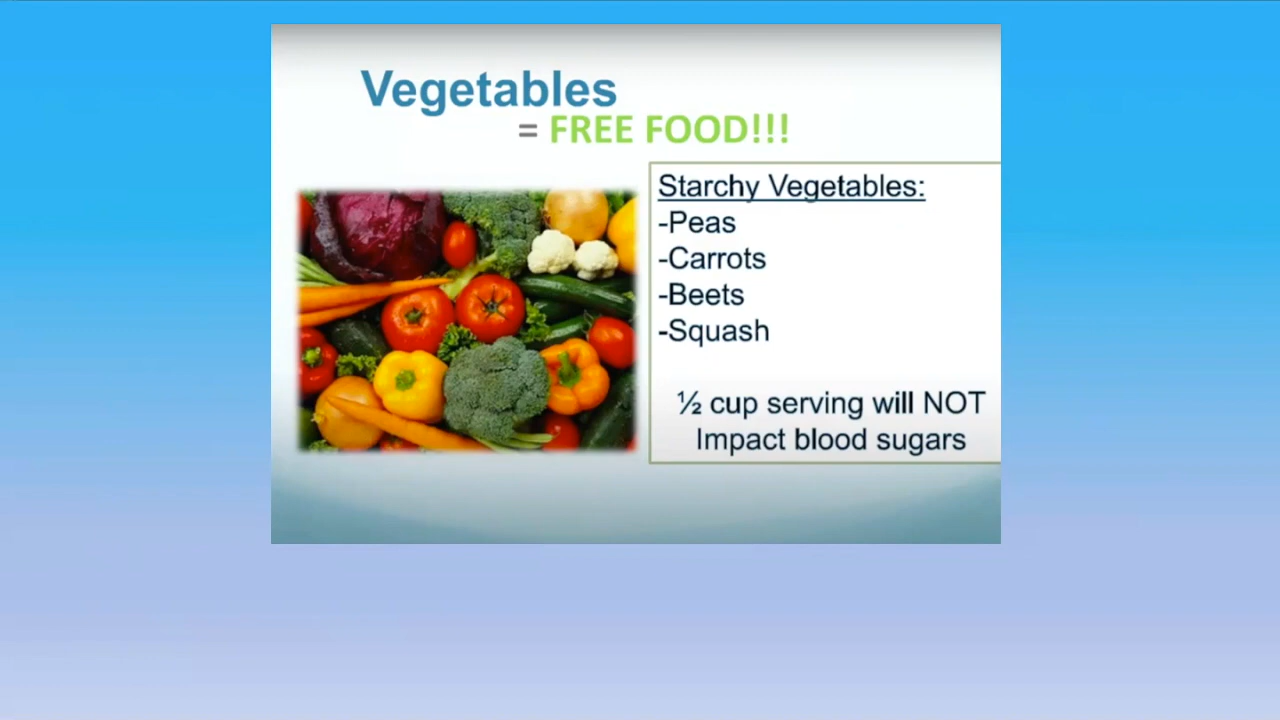 Vegetables
= FREE FOOD!!!
Starchy Vegetables:
-Peas
-Carrots
-Beets
-Squash
½ cup serving will NOT
Impact blood sugars